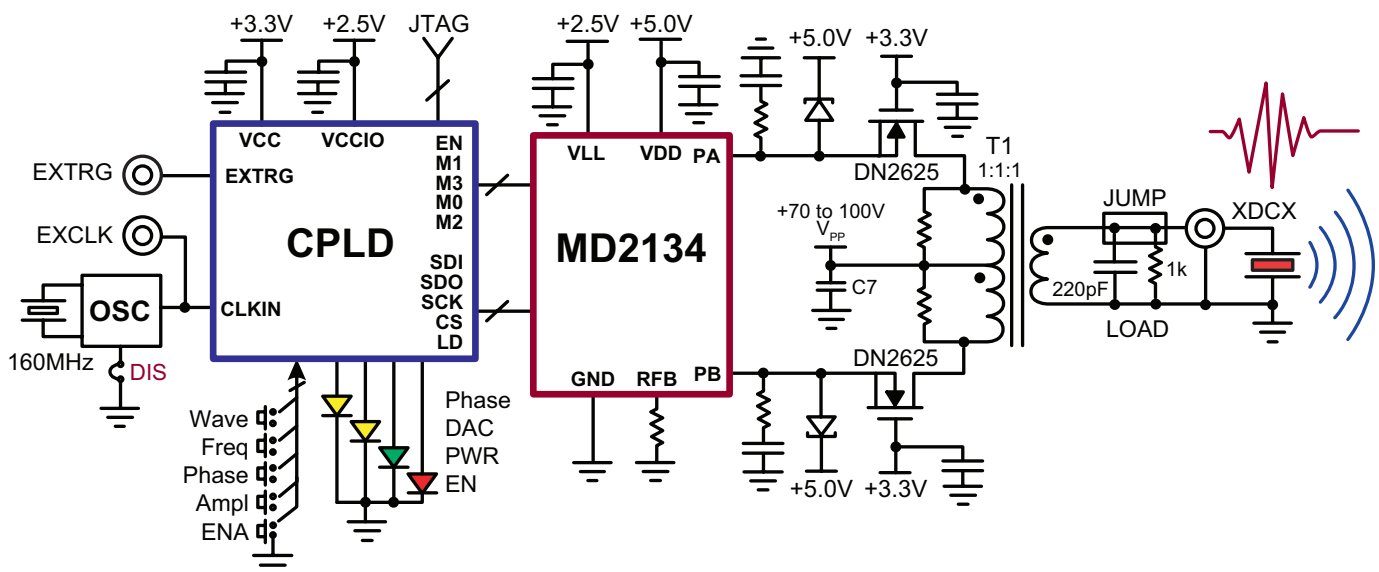 +3.3V
+2.5V
JTAG
+2.5V
+5.0V
+5.0V
+3.3V
VCC
VCCIO
EN
M1
M3
M0
M2
EXTRG
EXTRG
CPLD
SDI
SDO
SCK
CS
LD
EXCLK
CLKIN
OSC
160MHz
DIS
Wave
Freq
Phase
Ampl
ENA
Phase
DAC
PWR
EN
VLL
VDD
PA
MD2134
GND
RFB
PB
DN2625
T1
1:1:1
+70 to 100V
VPP
C7
DN2625
+5.0V
+3.3V
JUMP
XDCX
220pF
1k
LOAD